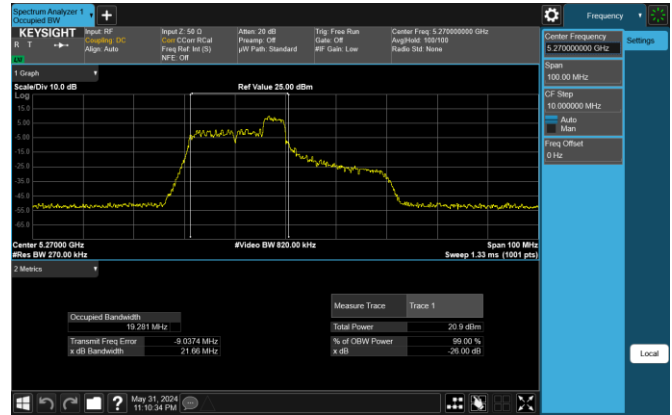 Spectrum Analyzer 1
Occupied BW
Frequency
KEYSIGHT
R T
Input: RF
Coupling: DC
Align: Auto
Input Z: 50 Ω
Corr CCorr RCal
Freq Ref: Int (S)
NFE: Off
Atten: 20 dB
Preamp: Off
µW Path: Standard
Trig: Free Run
Gate: Off
#IF Gain: Low
Center Freq: 5.270000000 GHz
Avg|Hold: 100/100
Radio Std: None
Center Frequency
5.270000000 GHz
Settings
Span
100.00 MHz
CF Step
10.000000 MHz
Auto
Man
Freq Offset
0 Hz
1 Graph
Scale/Div 10.0 dB
Ref Value 25.00 dBm
Log
15.0
5.00
-5.00
-15.0
-25.0
-35.0
-45.0
-55.0
-65.0
Center 5.27000 GHz
#Video BW 820.00 kHz
Span 100 MHz
#Res BW 270.00 kHz
Sweep 1.33 ms (1001 pts)
2 Metrics
Measure Trace
Trace 1
Occupied Bandwidth
19.281 MHz
Total Power
20.9 dBm
Transmit Freq Error
-9.0374 MHz
% of OBW Power
99.00 %
x dB Bandwidth
21.66 MHz
x dB
-26.00 dB
Local
May 31, 2024
11:10:34 PM